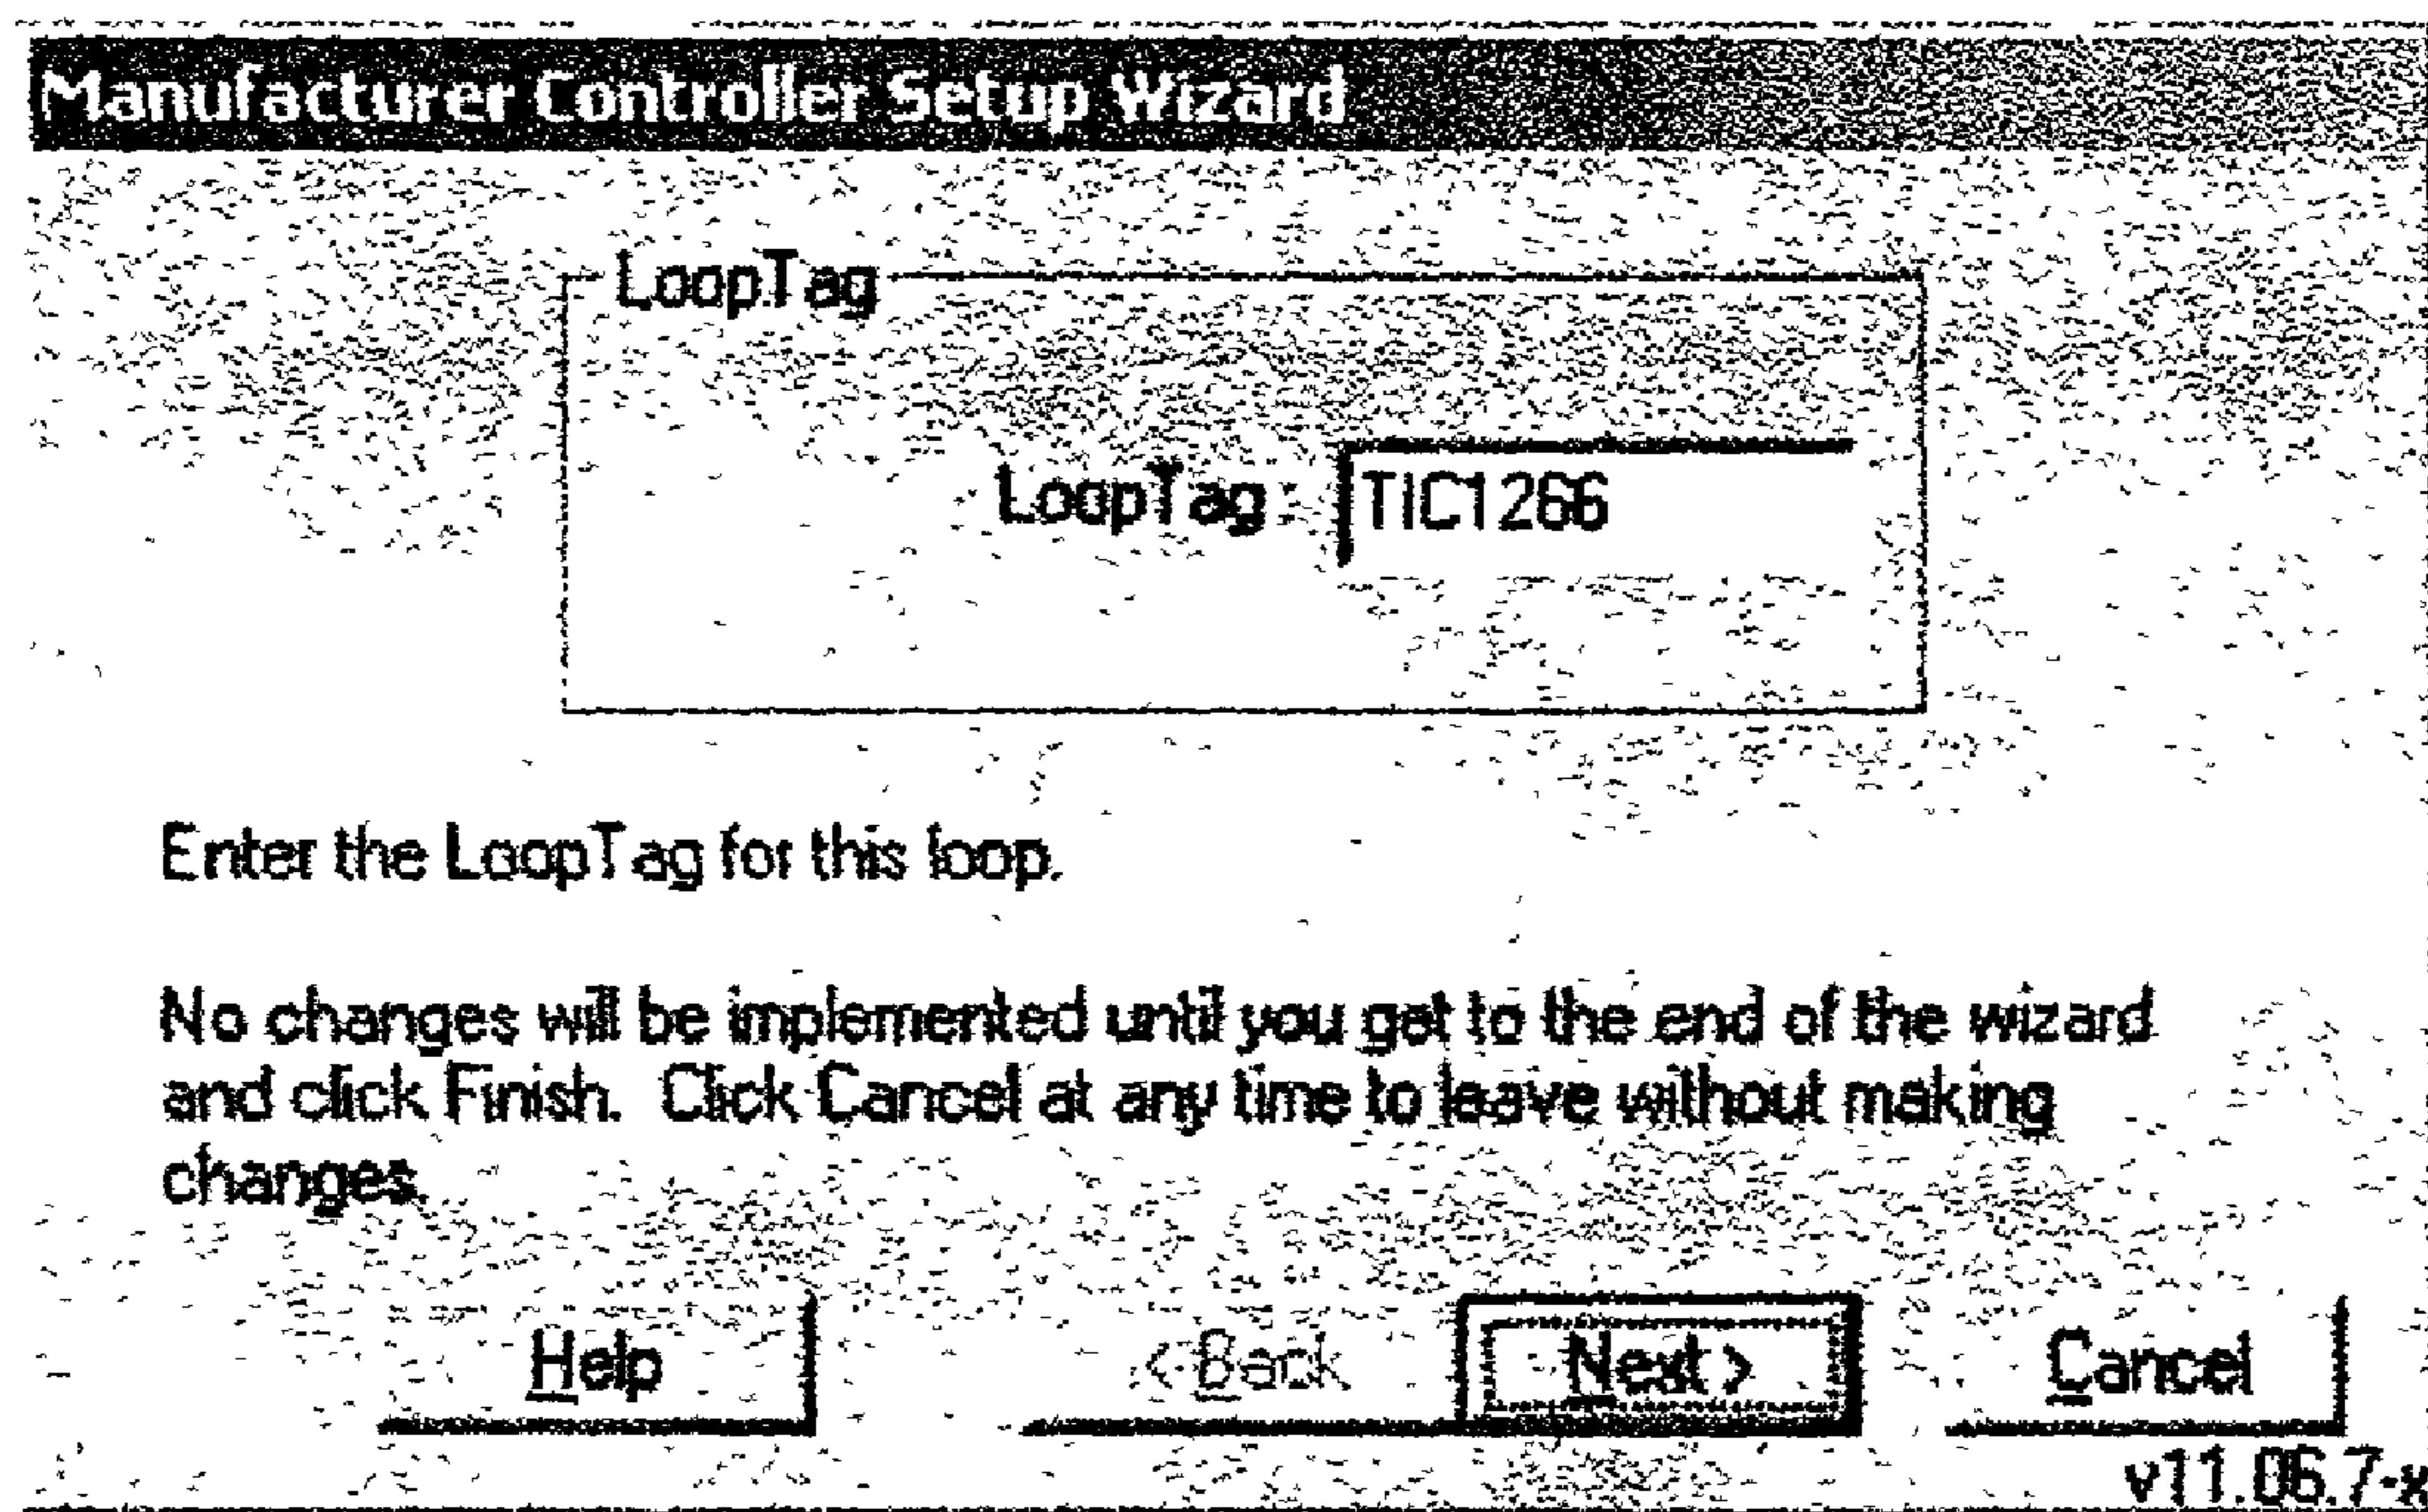 Manufacturer Controller Setup Wizard
LoopTag
LoopTag TIC1266
Enter the LoopTag for this loop.
No changes will be implemented until you get to the end of the wizard
and click Finish. Click Cancel at any time to leave without making
changes.
Help < Back Next > Cancel
v11.06.7-x